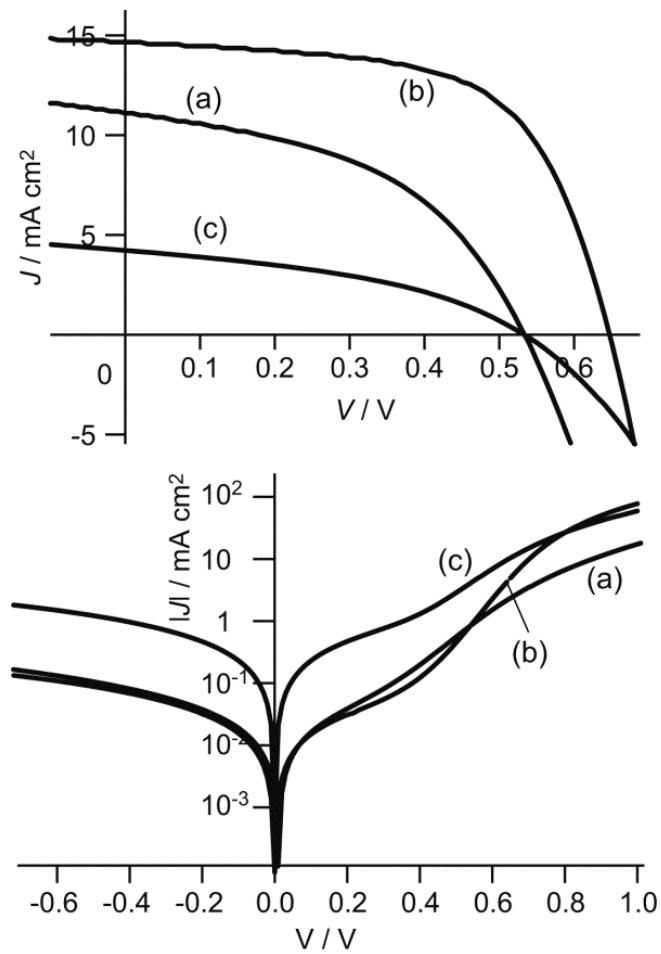 15
(b)
(a)
10
J / mA cm²
5
(c)
0
0.1 0.2 0.3 0.4 0.5 0.6
V / V
-5
10²
|J| / mA cm²
(c)
10
(a)
1
(b)
10⁻¹
10⁻²
10⁻³
-0.6 -0.4 -0.2 0.0 0.2 0.4 0.6 0.8 1.0
V / V